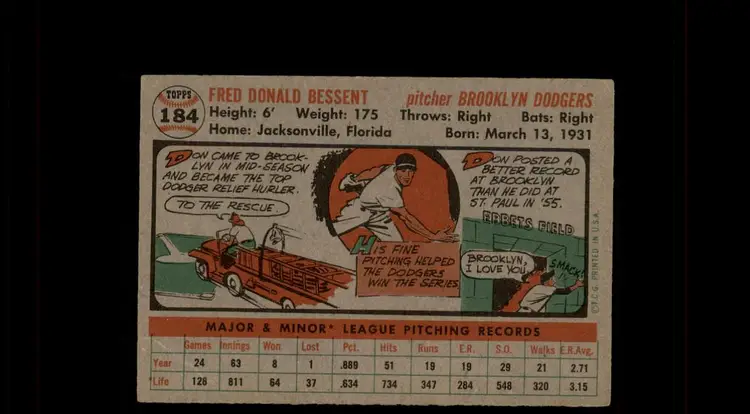 TOPPS
184
FRED DONALD BESSENT pitcher BROOKLYN DODGERS
Height: 6' Weight: 175 Throws: Right Bats: Right
Home: Jacksonville, Florida Born: March 13, 1931
DON CAME TO BROOK-
LYN IN MID-SEASON
AND BECAME THE TOP
DODGER RELIEF HURLER.
TO THE RESCUE.
HIS FINE
PITCHING HELPED
THE DODGERS
WIN THE SERIES.
DON POSTED A
BETTER RECORD
AT BROOKLYN
THAN HE DID AT
ST. PAUL IN '55.
EBBETS FIELD
BROOKLYN,
I LOVE YOU.
SMACK!
© T.C.G. PRINTED IN U.S.A.
MAJOR & MINOR* LEAGUE PITCHING RECORDS
Games Innings Won Lost Pct. Hits Runs E.R. S.O. Walks E.R.Avg.
Year 24 63 8 1 .889 51 19 19 29 21 2.71
*Life 128 811 64 37 .634 734 347 284 548 320 3.15